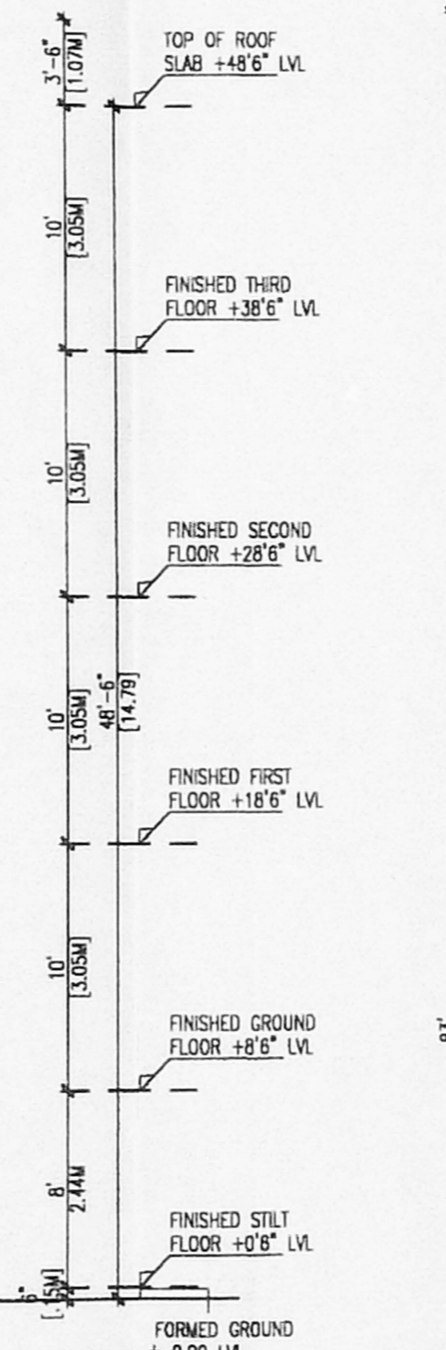 3'-6"
[1.07M]
TOP OF ROOF
SLAB +48'6" LVL
10'
[3.05M]
FINISHED THIRD
FLOOR +38'6" LVL
10'
[3.05M]
FINISHED SECOND
FLOOR +28'6" LVL
48'-6"
[14.79]
10'
[3.05M]
FINISHED FIRST
FLOOR +18'6" LVL
10'
[3.05M]
FINISHED GROUND
FLOOR +8'6" LVL
8'
2.44M
FINISHED STILT
FLOOR +0'6" LVL
6"
[.15M]
FORMED GROUND